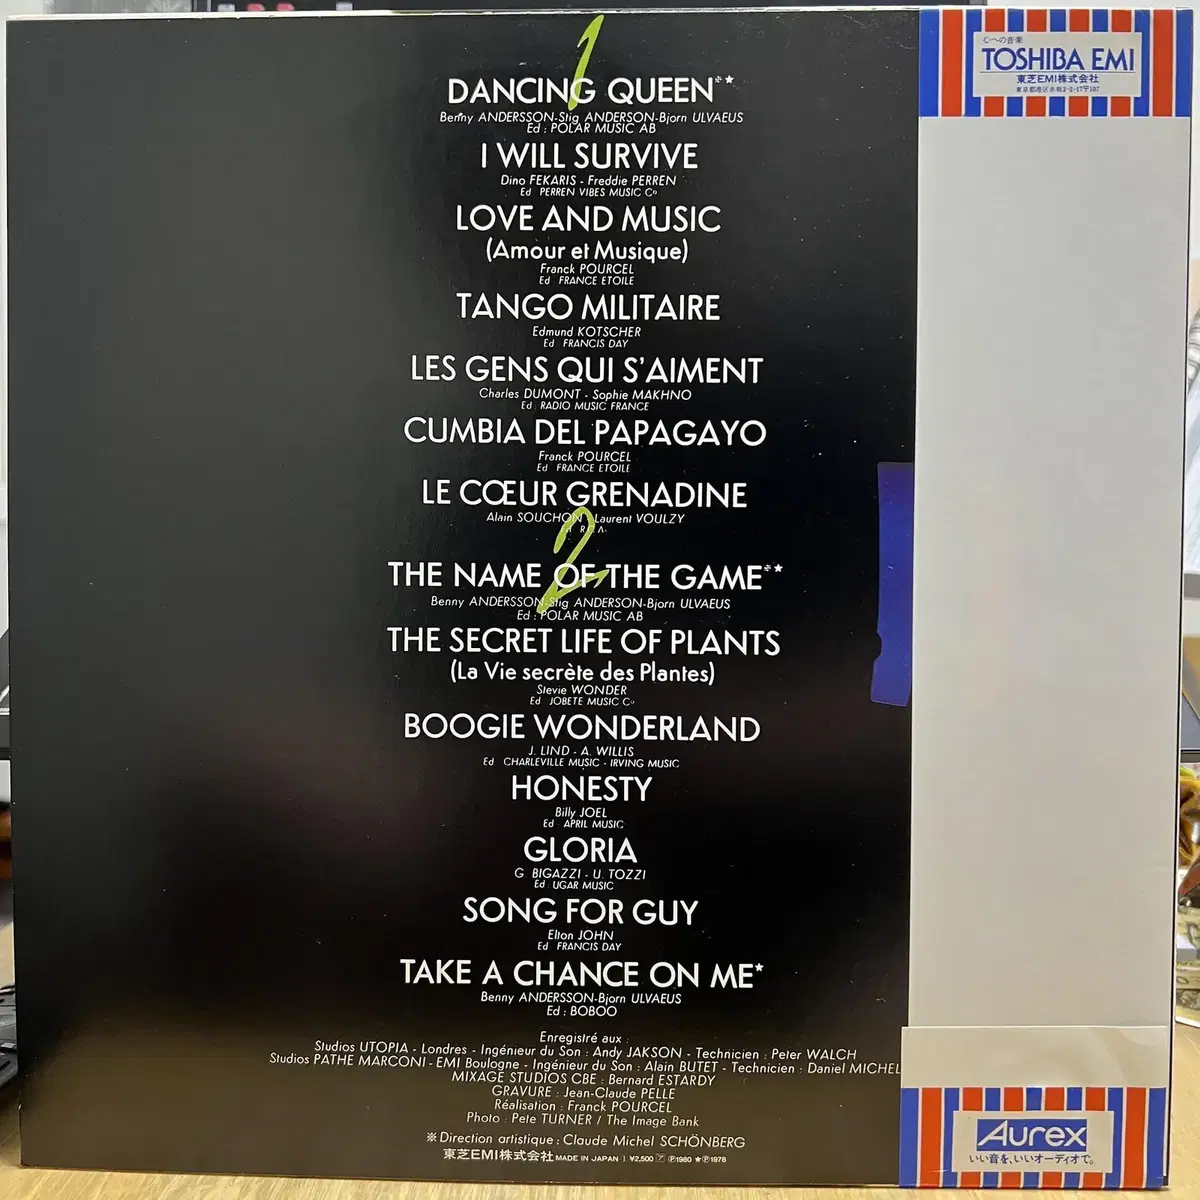 1
DANCING QUEEN※★
Benny ANDERSSON-Stig ANDERSON-Bjorn ULVAEUS
Ed : POLAR MUSIC AB
I WILL SURVIVE
Dino FEKARIS - Freddie PERREN
Ed PERREN VIBES MUSIC Co
LOVE AND MUSIC
(Amour et Musique)
Franck POURCEL
Ed FRANCE ETOILE
TANGO MILITAIRE
Edmund KOTSCHER
Ed FRANCIS DAY
LES GENS QUI S'AIMENT
Charles DUMONT - Sophie MAKHNO
Ed. RADIO MUSIC FRANCE
CUMBIA DEL PAPAGAYO
Franck POURCEL
Ed FRANCE ETOILE
LE CŒUR GRENADINE
Alain SOUCHON Laurent VOULZY
2
THE NAME OF THE GAME※★
Benny ANDERSSON-Stig ANDERSON-Bjorn ULVAEUS
Ed : POLAR MUSIC AB
THE SECRET LIFE OF PLANTS
(La Vie secrète des Plantes)
Stevie WONDER
Ed JOBETE MUSIC Co
BOOGIE WONDERLAND
J. LIND - A. WILLIS
Ed CHARLEVILLE MUSIC - IRVING MUSIC
HONESTY
Billy JOEL
Ed APRIL MUSIC
GLORIA
G. BIGAZZI - U. TOZZI
Ed. UGAR MUSIC
SONG FOR GUY
Elton JOHN
Ed FRANCIS DAY
TAKE A CHANCE ON ME★
Benny ANDERSSON-Bjorn ULVAEUS
Ed : BOBOO
Enregistré aux :
Studios UTOPIA - Londres - Ingénieur du Son : Andy JAKSON - Technicien : Peter WALCH
Studios PATHE MARCONI - EMI Boulogne - Ingénieur du Son : Alain BUTET - Technicien : Daniel MICHEL
MIXAGE STUDIOS CBE : Bernard ESTARDY
GRAVURE : Jean-Claude PELLE
Réalisation : Franck POURCEL
Photo : Pete TURNER / The Image Bank
※Direction artistique : Claude Michel SCHÖNBERG
東芝EMI株式会社 MADE IN JAPAN | ¥2,500 ℗1980 ★℗1978
心への音楽
TOSHIBA EMI
東芝EMI株式会社
東京都港区赤坂2-2-17〒107
Aurex
いい音を、いいオーディオで。